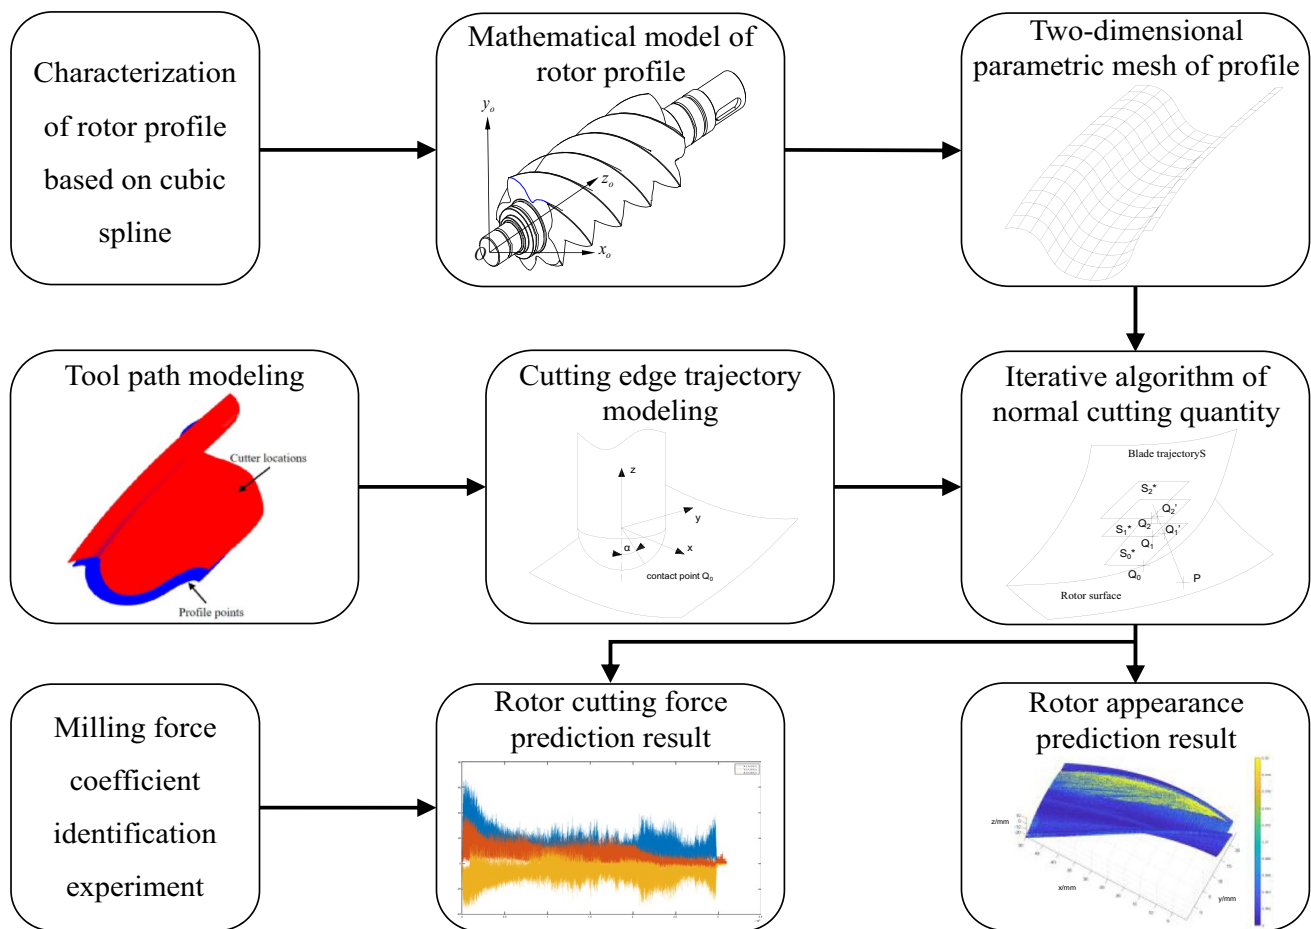 Characterization
of rotor profile
based on cubic
spline
Mathematical model of
rotor profile
y_o
z_o
x_o
O
Two-dimensional
parametric mesh of profile
Tool path modeling
Cutter locations
Profile points
Cutting edge trajectory
modeling
z
y
x
α
contact point Q₀
Iterative algorithm of
normal cutting quantity
Blade trajectoryS
S₂*
Q₂'
Q₂
S₁*
Q₁'
Q₁
S₀*
Q₀
P
Rotor surface
Milling force
coefficient
identification
experiment
Rotor cutting force
prediction result
Rotor appearance
prediction result
z/mm
x/mm
y/mm